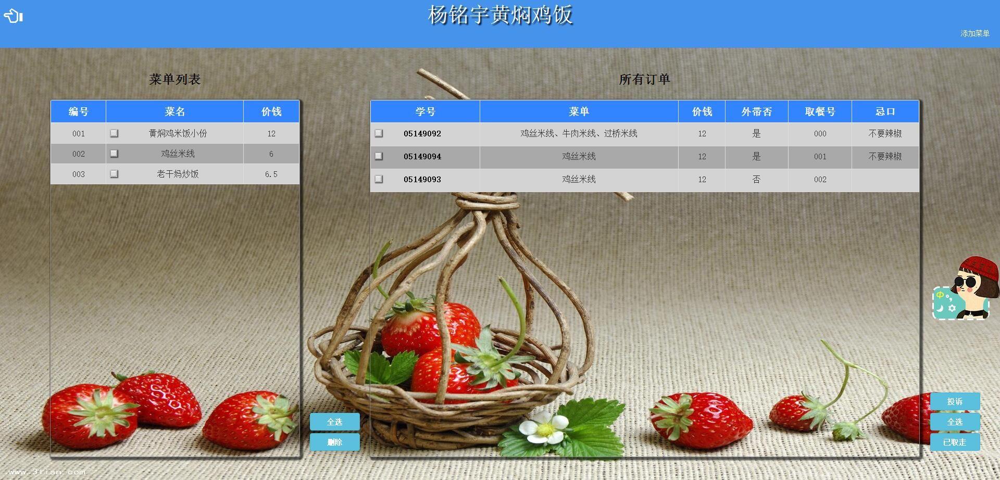 杨铭宇黄焖鸡饭
添加菜单
菜单列表
编号 菜名 价钱
001 黄焖鸡米饭小份 12
002 鸡丝米线 6
003 老干妈炒饭 6.5
全选
删除
所有订单
学号 菜单 价钱 外带否 取餐号 忌口
05149092 鸡丝米线、牛肉米线、过桥米线 12 是 000 不要辣椒
05149094 鸡丝米线 12 是 001 不要辣椒
05149093 鸡丝米线 12 否 002
中
投诉
全选
已取走
www.3lian.com